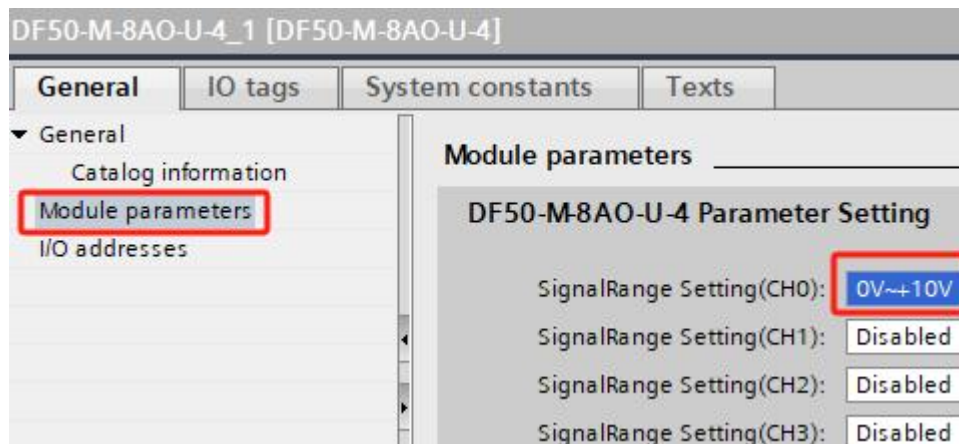 DF50-M-8AO-U-4_1 [DF50-M-8AO-U-4]
General IO tags System constants Texts
General
Catalog information
Module parameters
I/O addresses
Module parameters
DF50-M-8AO-U-4 Parameter Setting
SignalRange Setting(CH0): 0V~+10V
SignalRange Setting(CH1): Disabled
SignalRange Setting(CH2): Disabled
SignalRange Setting(CH3): Disabled